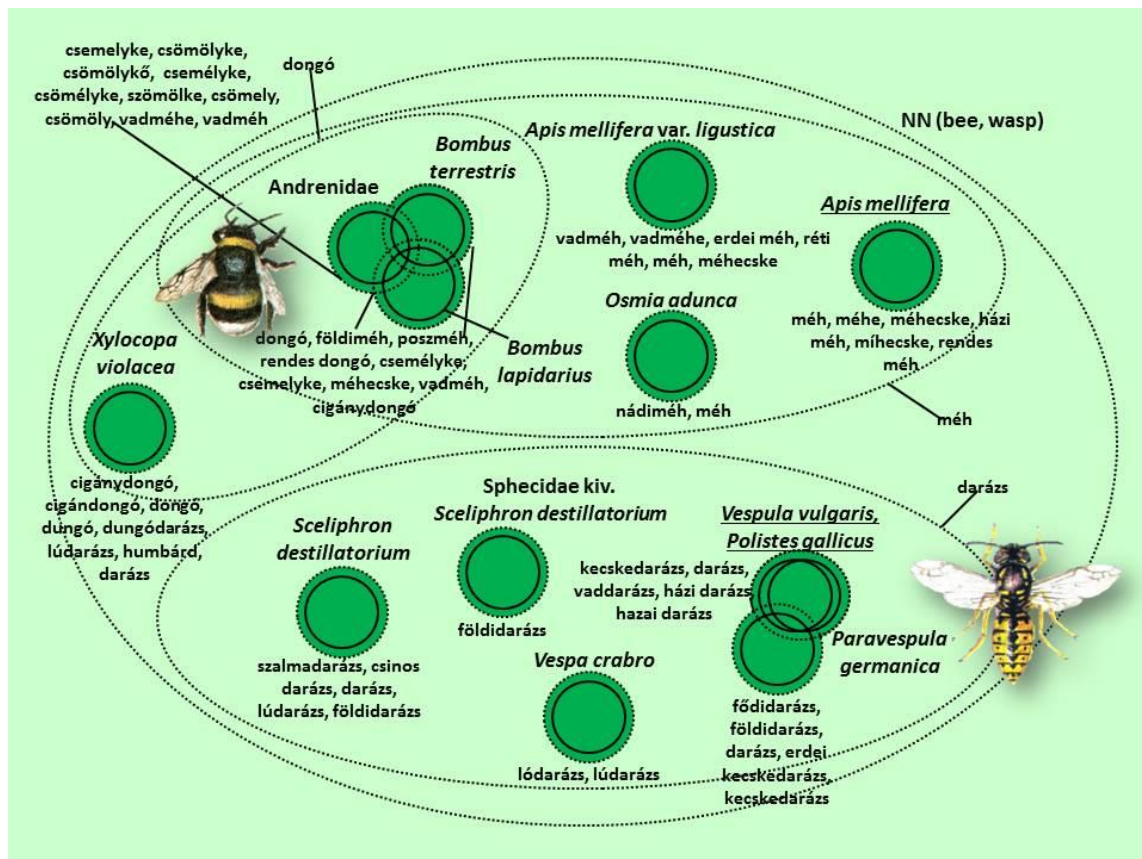 csemelyke, csömölyke,
csömölykő, csemélyke,
csömélyke, szömölke, csömely,
csömöly, vadméhe, vadméh
dongó
NN (bee, wasp)
Apis mellifera var. ligustica
vadméh, vadméhe, erdei méh, réti
méh, méh, méhecske
Bombus
terrestris
Andrenidae
Apis mellifera
méh, méhe, méhecske, házi
méh, míhecske, rendes
méh
Osmia adunca
nádiméh, méh
dongó, földiméh, poszméh,
rendes dongó, csemélyke,
csemelyke, méhecske, vadméh,
cigánydongó
Bombus
lapidarius
Xylocopa
violacea
cigánydongó,
cigándongó, dongó,
dungó, dungódarázs,
lúdarázs, humbárd,
darázs
méh
darázs
Sceliphron
destillatorium
szalmadarázs, csinos
darázs, darázs,
lúdarázs, földidarázs
Sphecidae kiv.
Sceliphron destillatorium
földidarázs
Vespula vulgaris,
Polistes gallicus
kecskedarázs, darázs,
vaddarázs, házi darázs,
hazai darázs
Paravespula
germanica
fődidarázs,
földidarázs,
darázs, erdei
kecskedarázs,
kecskedarázs
Vespa crabro
lódarázs, lúdarázs